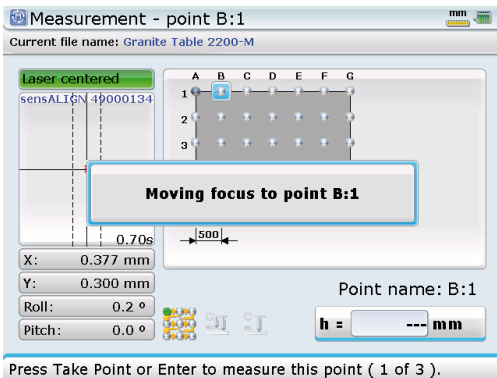 Measurement - point B:1
mm
Current file name: Granite Table 2200-M
Laser centered
sensALIGN 49000134
A B C D E F G
1
2
3
Moving focus to point B:1
0.70s
500
X: 0.377 mm
Y: 0.300 mm
Roll: 0.2 º
Pitch: 0.0 º
Point name: B:1
h = --- mm
Press Take Point or Enter to measure this point ( 1 of 3 ).